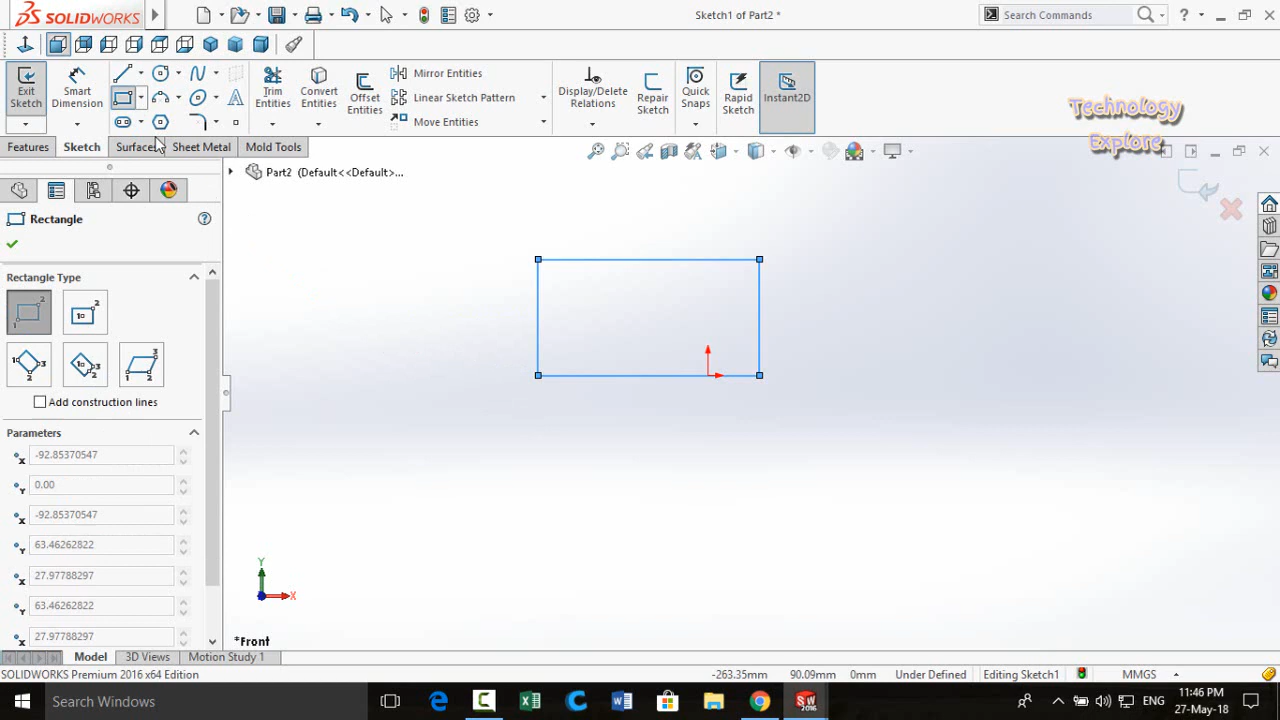 SOLIDWORKS
Sketch1 of Part2 *
Search Commands
Exit Sketch
Smart Dimension
Trim Entities
Convert Entities
Offset Entities
Mirror Entities
Linear Sketch Pattern
Move Entities
Display/Delete Relations
Repair Sketch
Quick Snaps
Rapid Sketch
Instant2D
Technology
Explore
Features
Sketch
Surfaces
Sheet Metal
Mold Tools
Part2 (Default<<Default>...
Rectangle
Rectangle Type
Add construction lines
Parameters
-92.85370547
0.00
-92.85370547
63.46262822
27.97788297
63.46262822
27.97788297
Y
X
*Front
Model
3D Views
Motion Study 1
SOLIDWORKS Premium 2016 x64 Edition
-263.35mm
90.09mm
0mm
Under Defined
Editing Sketch1
MMGS
Search Windows
ENG
11:46 PM
27-May-18